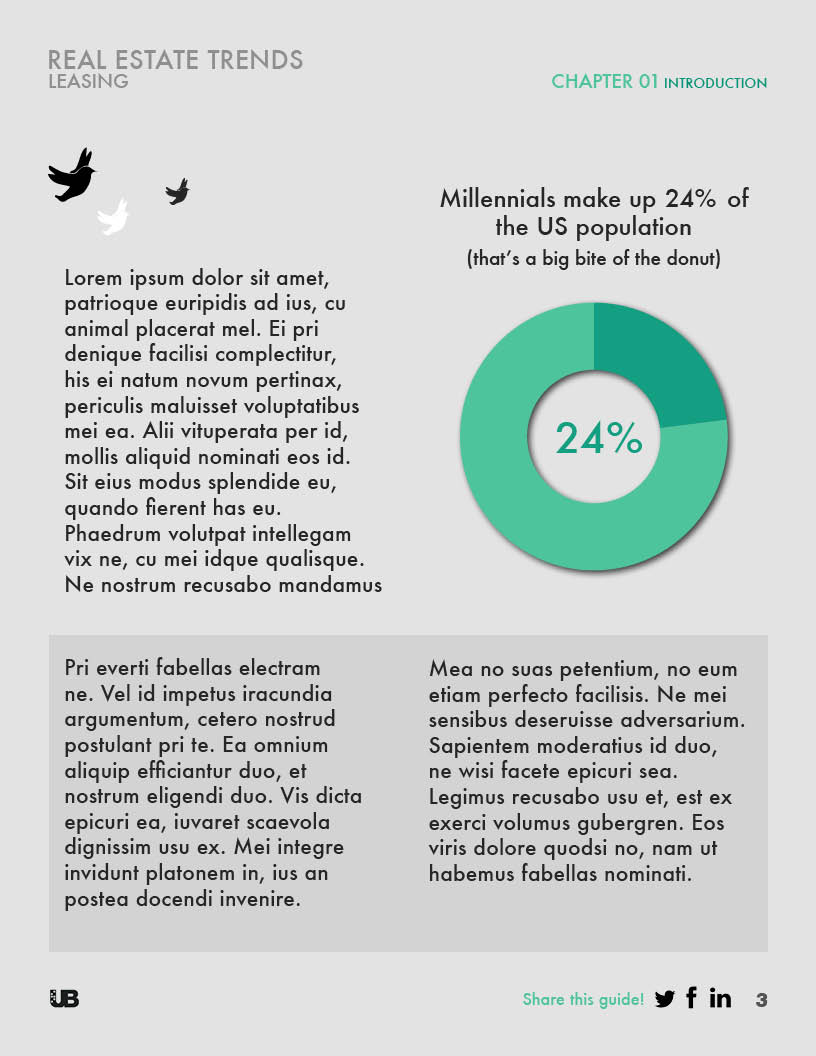 REAL ESTATE TRENDS
LEASING
CHAPTER 01 INTRODUCTION
Millennials make up 24% of
the US population
(that's a big bite of the donut)
24%
Lorem ipsum dolor sit amet,
patrioque euripidis ad ius, cu
animal placerat mel. Ei pri
denique facilisi complectitur,
his ei natum novum pertinax,
periculis maluisset voluptatibus
mei ea. Alii vituperata per id,
mollis aliquid nominati eos id.
Sit eius modus splendide eu,
quando fierent has eu.
Phaedrum volutpat intellegam
vix ne, cu mei idque qualisque.
Ne nostrum recusabo mandamus
Pri everti fabellas electram
ne. Vel id impetus iracundia
argumentum, cetero nostrud
postulant pri te. Ea omnium
aliquip efficiantur duo, et
nostrum eligendi duo. Vis dicta
epicuri ea, iuvaret scaevola
dignissim usu ex. Mei integre
invidunt platonem in, ius an
postea docendi invenire.
Mea no suas petentium, no eum
etiam perfecto facilisis. Ne mei
sensibus deseruisse adversarium.
Sapientem moderatius id duo,
ne wisi facete epicuri sea.
Legimus recusabo usu et, est ex
exerci volumus gubergren. Eos
viris dolore quodsi no, nam ut
habemus fabellas nominati.
UB
Share this guide! f in 3